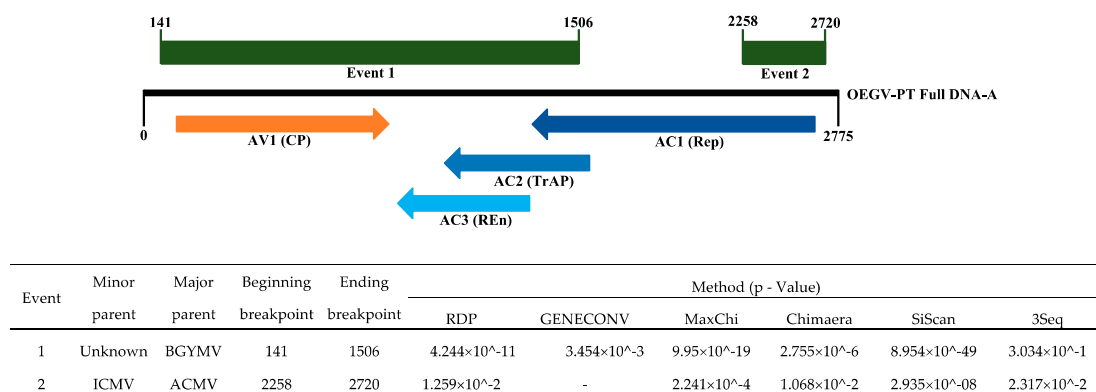 141 1506 2258 2720
Event 1 Event 2
OEGV-PT Full DNA-A
0 AV1 (CP) AC1 (Rep) 2775
AC2 (TrAP)
AC3 (REn)
Event Minor parent Major parent Beginning breakpoint Ending breakpoint Method (p - Value)
RDP GENECONV MaxChi Chimaera SiScan 3Seq
1 Unknown BGYMV 141 1506 4.244×10^-11 3.454×10^-3 9.95×10^-19 2.755×10^-6 8.954×10^-49 3.034×10^-1
2 ICMV ACMV 2258 2720 1.259×10^-2 - 2.241×10^-4 1.068×10^-2 2.935×10^-08 2.317×10^-2